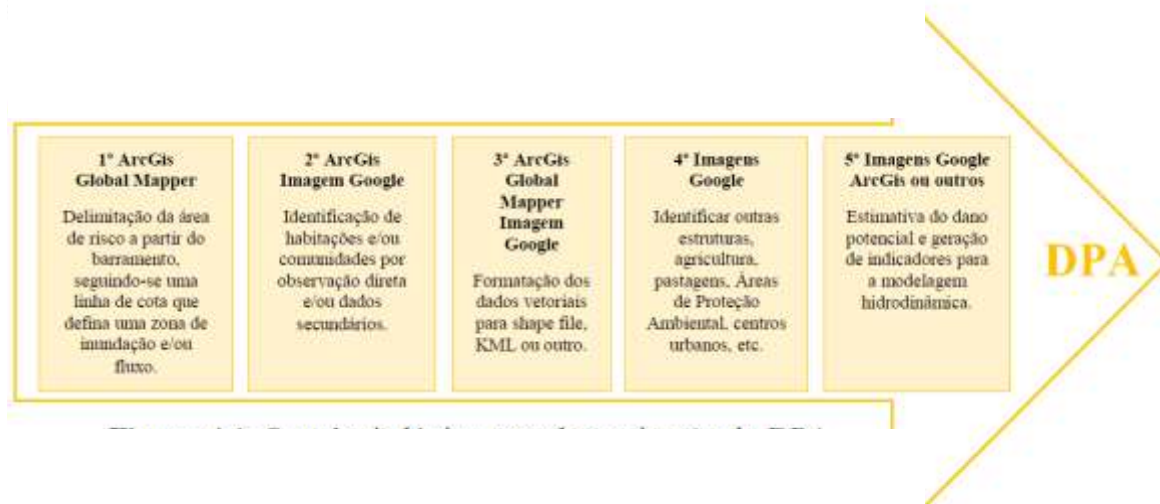 1º ArcGis
Global Mapper
Delimitação da área
de risco a partir do
barramento,
seguindo-se uma
linha de cota que
defina uma zona de
inundação e/ou
fluxo.
2º ArcGis
Imagem Google
Identificação de
habitações e/ou
comunidades por
observação direta
e/ou dados
secundários.
3º ArcGis
Global
Mapper
Imagem
Google
Formatação dos
dados vetoriais
para shape file,
KML ou outro.
4º Imagens
Google
Identificar outras
estruturas,
agricultura,
pastagens, Áreas
de Proteção
Ambiental, centros
urbanos, etc.
5º Imagens Google
ArcGis ou outros
Estimativa do dano
potencial e geração
de indicadores para
a modelagem
hidrodinâmica.
DPA